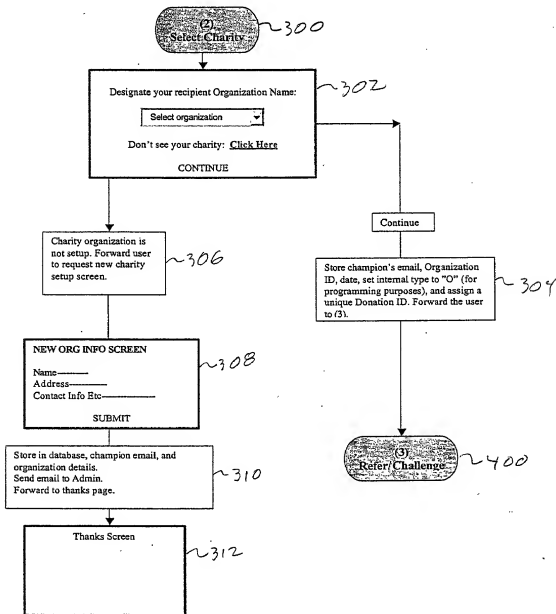 (2)
Select Charity
300
Designate your recipient Organization Name:
302
Select organization
Don't see your charity: Click Here
CONTINUE
Continue
Charity organization is
not setup. Forward user
to request new charity
setup screen.
306
Store champion's email, Organization
ID, date, set internal type to "O" (for
programming purposes), and assign a
unique Donation ID. Forward the user
to (3).
304
NEW ORG INFO SCREEN
308
Name---------
Address------------
Contact Info Etc-----------------
SUBMIT
Store in database, champion email, and
organization details.
Send email to Admin.
Forward to thanks page.
310
(3)
Refer/Challenge
400
Thanks Screen
312